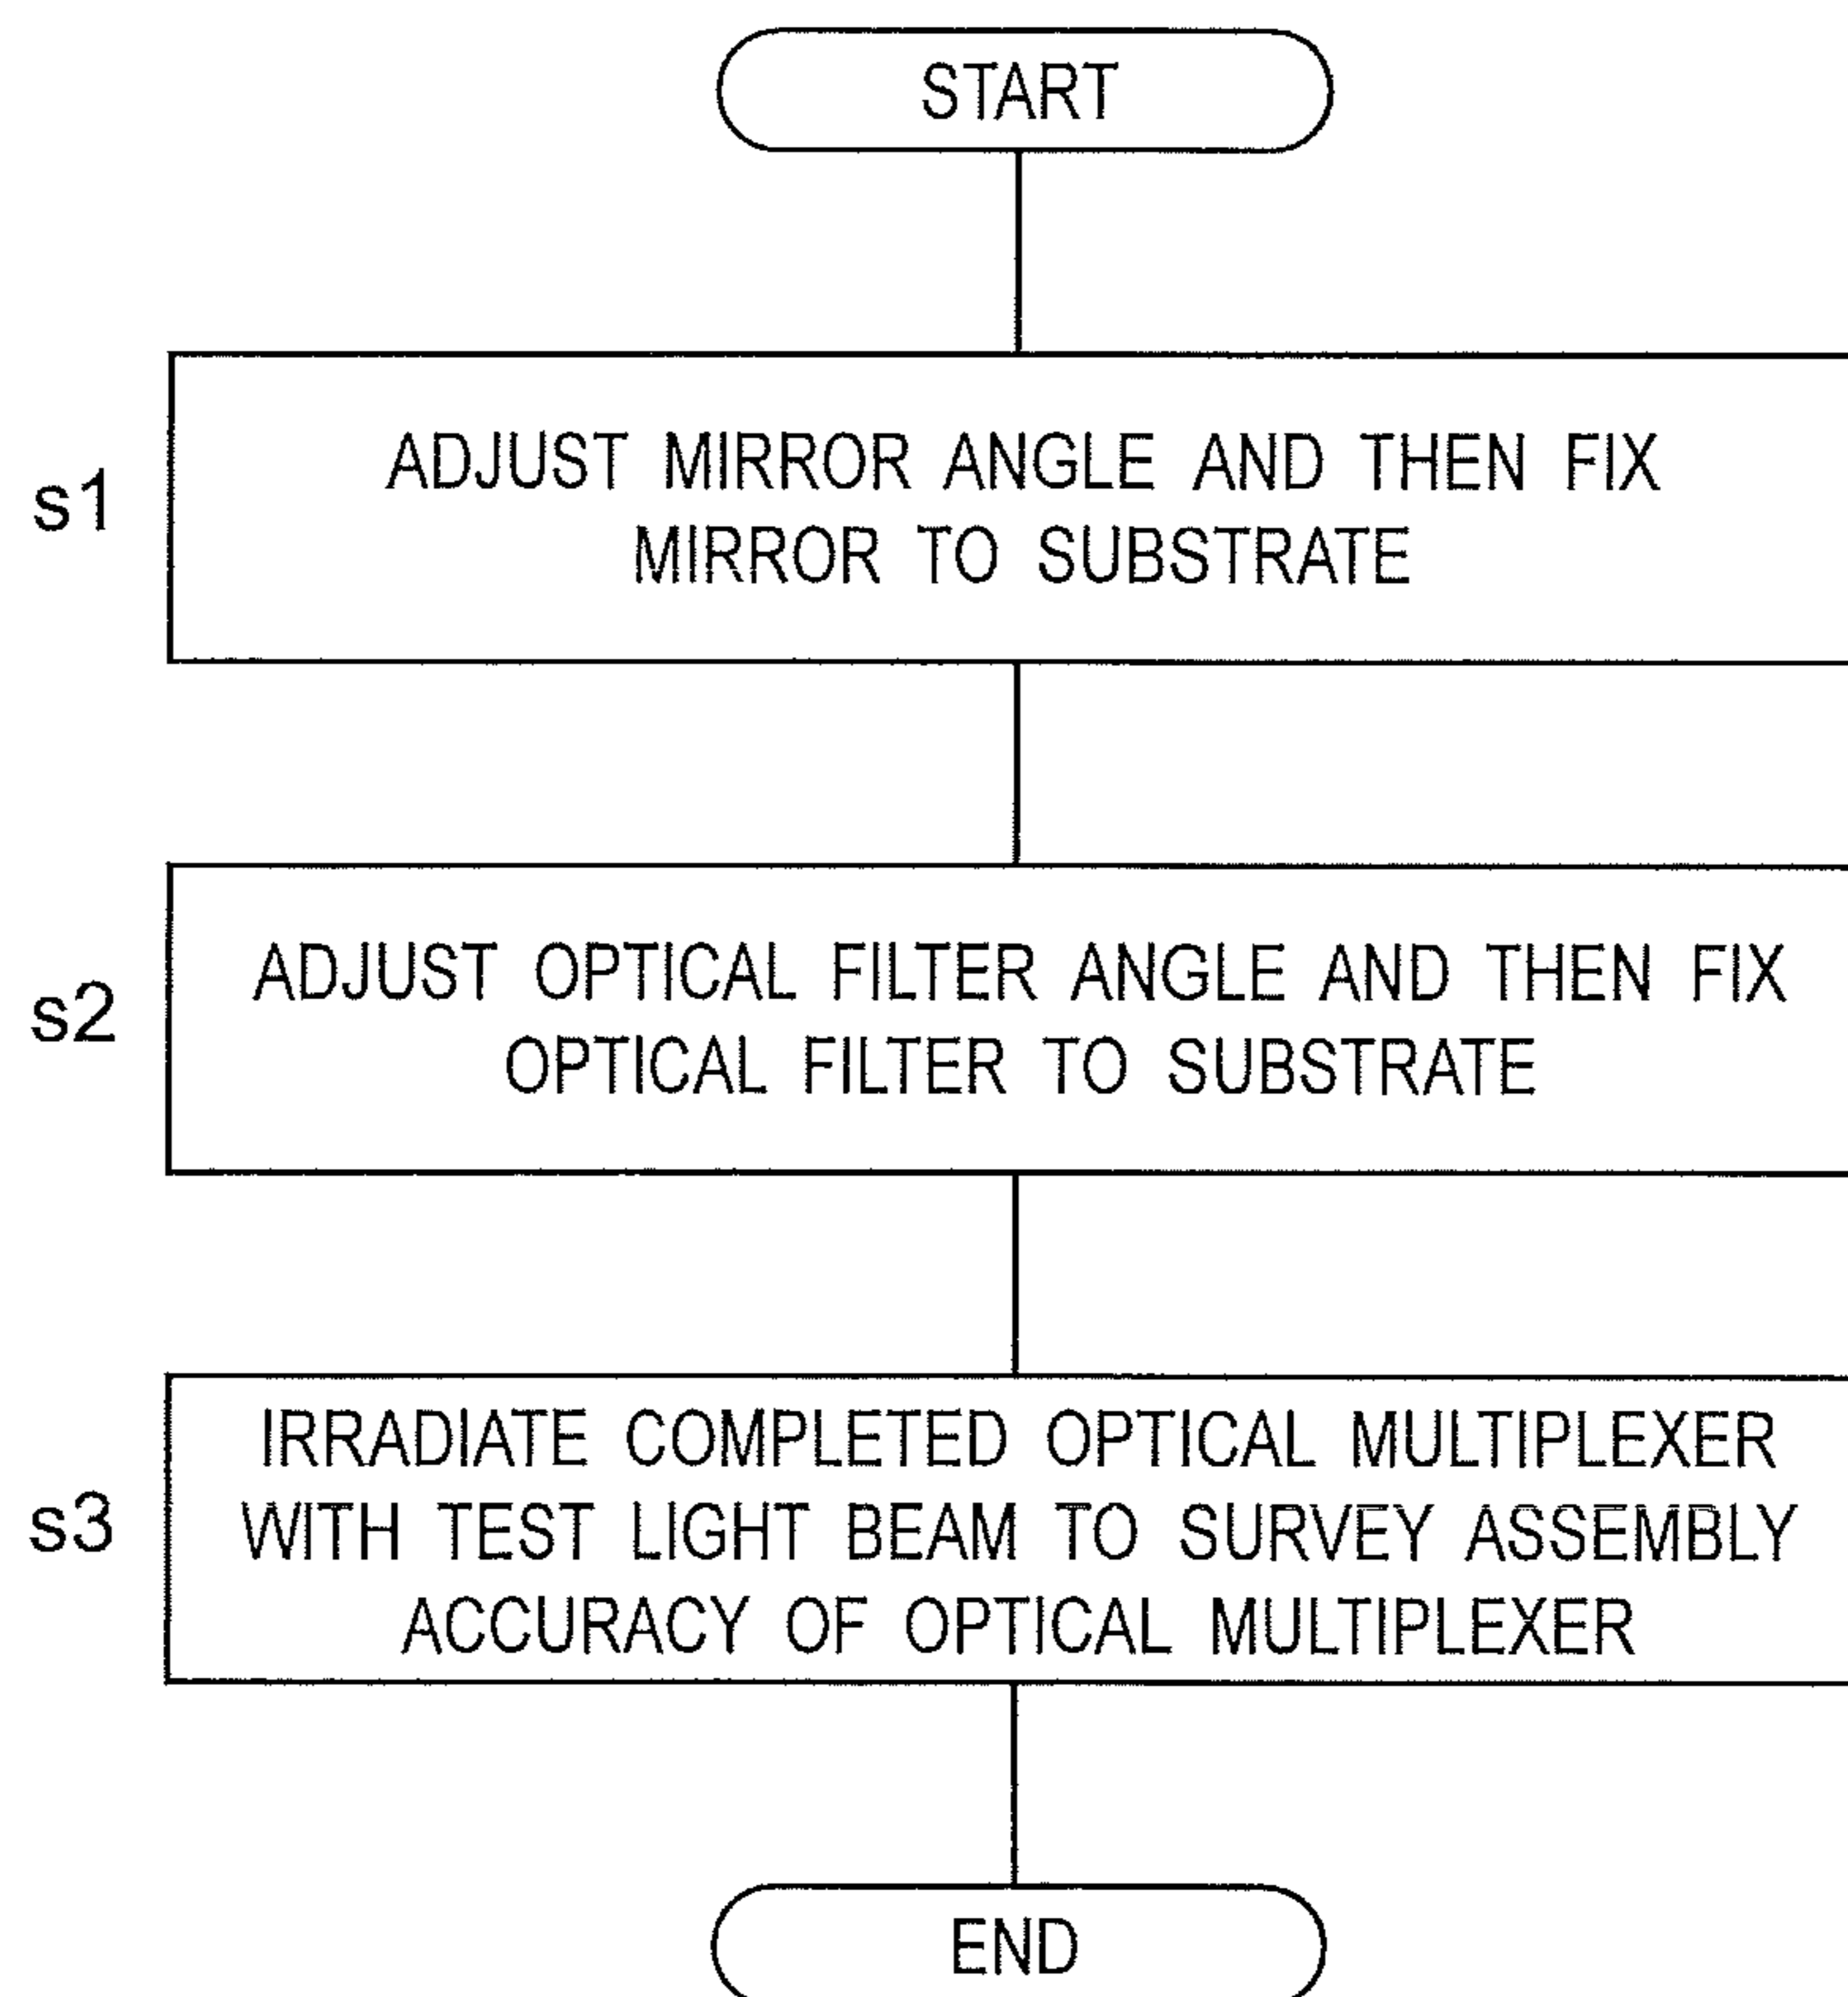 START
s1
ADJUST MIRROR ANGLE AND THEN FIX
MIRROR TO SUBSTRATE
s2
ADJUST OPTICAL FILTER ANGLE AND THEN FIX
OPTICAL FILTER TO SUBSTRATE
s3
IRRADIATE COMPLETED OPTICAL MULTIPLEXER
WITH TEST LIGHT BEAM TO SURVEY ASSEMBLY
ACCURACY OF OPTICAL MULTIPLEXER
END